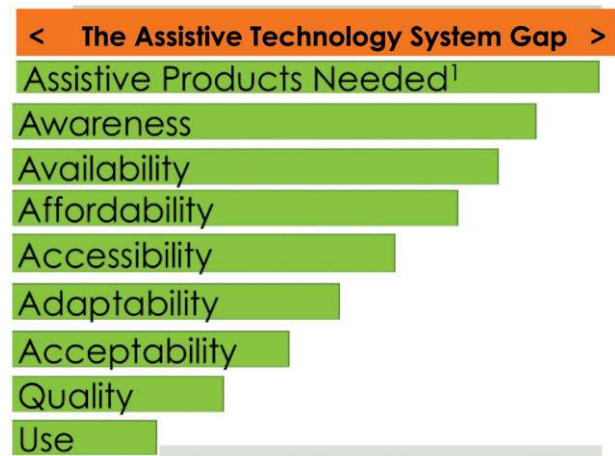 < The Assistive Technology System Gap >
Assistive Products Needed¹
Awareness
Availability
Affordability
Accessibility
Adaptability
Acceptability
Quality
Use